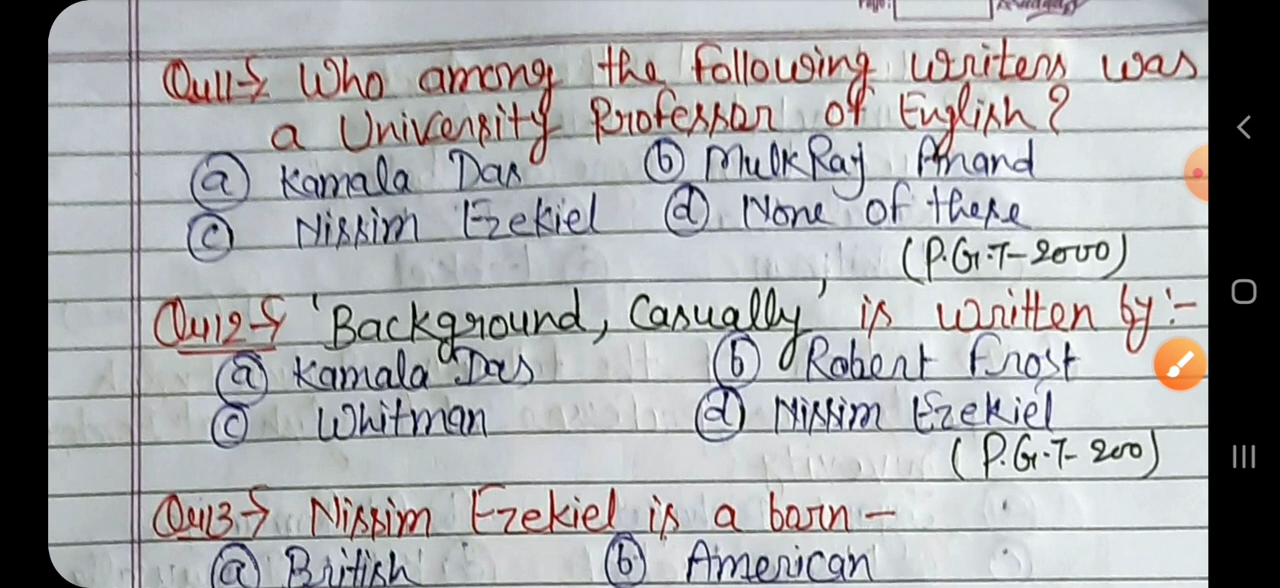 Qu11→ Who among the following writers was
a University Professor of English?
(a) Kamala Das (b) MulkRaj Anand
(c) Nissim Ezekiel (d) None of these
(P.G.T-2000)
Qu12→ 'Background, Casually' is written by:-
(a) Kamala Das (b) Robert Frost
(c) Whitman (d) Nissim Ezekiel
(P.G.T- 200)
Qu13→ Nissim Ezekiel is a born —
(a) British (b) American